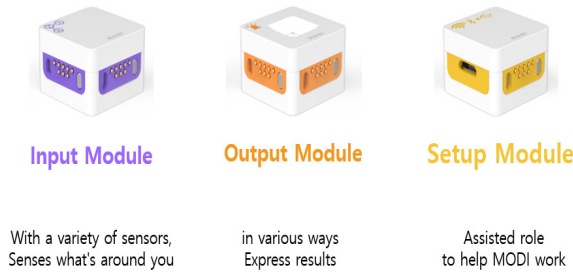 Input Module
Output Module
Setup Module
With a variety of sensors,
Senses what's around you
in various ways
Express results
Assisted role
to help MODI work